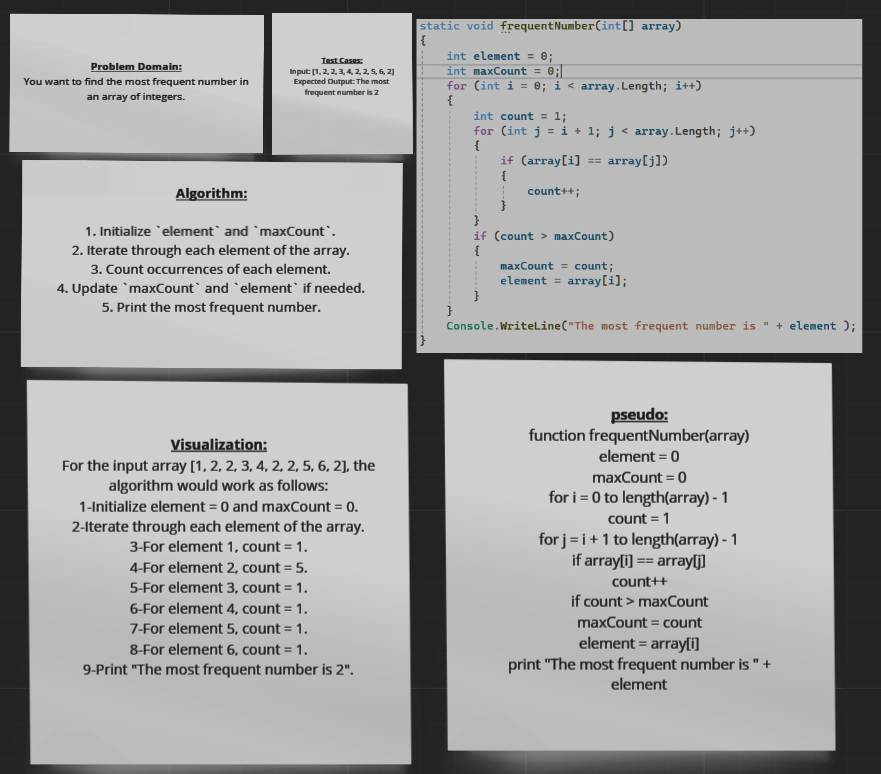 Problem Domain:
You want to find the most frequent number in
an array of integers.
Test Cases:
Input: [1, 2, 2, 3, 4, 2, 2, 5, 6, 2]
Expected Output: The most
frequent number is 2
static void frequentNumber(int[] array)
{
int element = 0;
int maxCount = 0;
for (int i = 0; i < array.Length; i++)
{
int count = 1;
for (int j = i + 1; j < array.Length; j++)
{
if (array[i] == array[j])
{
count++;
}
}
if (count > maxCount)
{
maxCount = count;
element = array[i];
}
}
Console.WriteLine("The most frequent number is " + element );
}
Algorithm:
1. Initialize `element` and `maxCount`.
2. Iterate through each element of the array.
3. Count occurrences of each element.
4. Update `maxCount` and `element` if needed.
5. Print the most frequent number.
Visualization:
For the input array [1, 2, 2, 3, 4, 2, 2, 5, 6, 2], the
algorithm would work as follows:
1-Initialize element = 0 and maxCount = 0.
2-Iterate through each element of the array.
3-For element 1, count = 1.
4-For element 2, count = 5.
5-For element 3, count = 1.
6-For element 4, count = 1.
7-For element 5, count = 1.
8-For element 6, count = 1.
9-Print "The most frequent number is 2".
pseudo:
function frequentNumber(array)
element = 0
maxCount = 0
for i = 0 to length(array) - 1
count = 1
for j = i + 1 to length(array) - 1
if array[i] == array[j]
count++
if count > maxCount
maxCount = count
element = array[i]
print "The most frequent number is " +
element